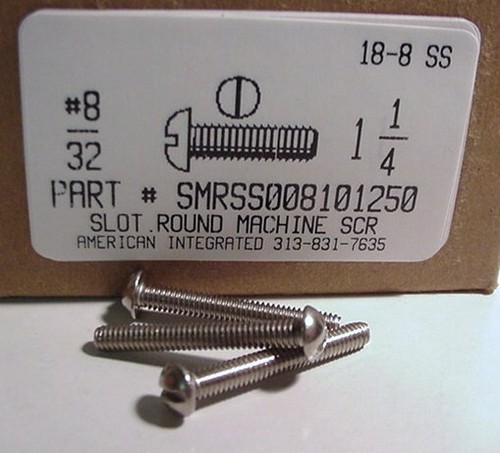 18-8 SS
#8
32
1 1/4
PART # SMRSS008101250
SLOT.ROUND MACHINE SCR
AMERICAN INTEGRATED 313-831-7635